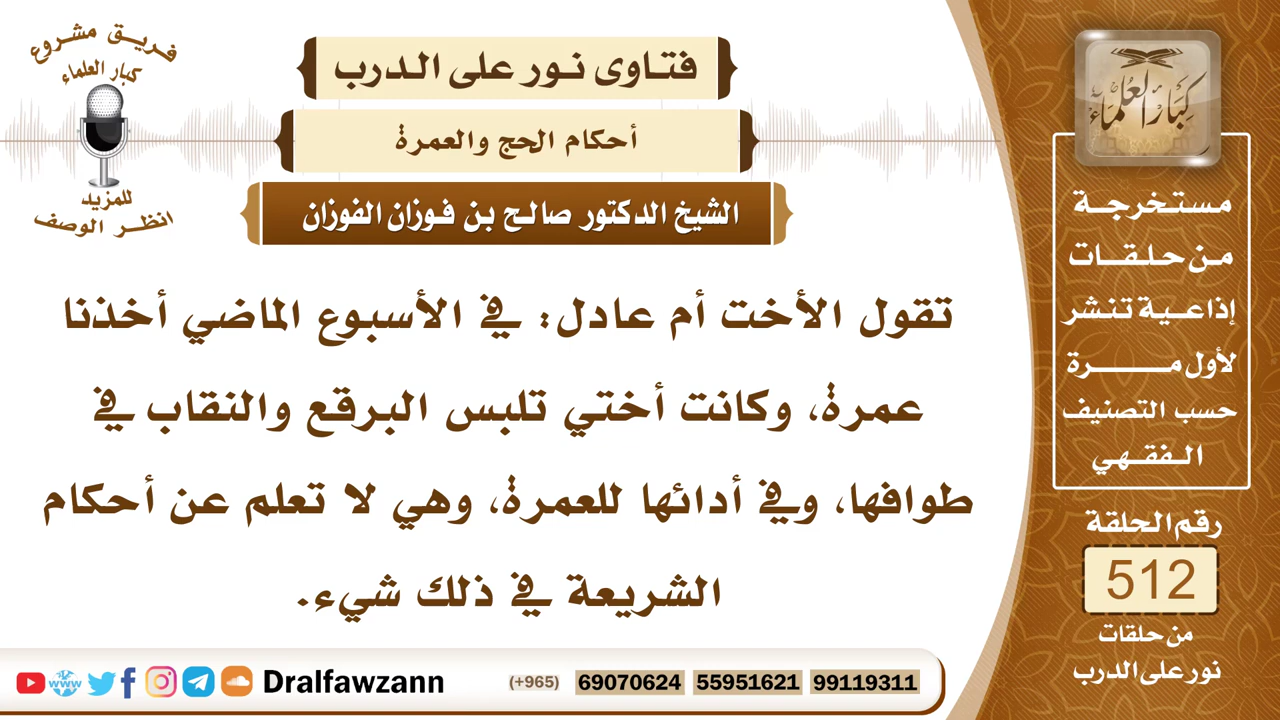 فريق مشروع
كبار العلماء
للمزيد
انظر الوصف
فتاوى نور على الدرب
أحكام الحج والعمرة
الشيخ الدكتور صالح بن فوزان الفوزان
تقول الأخت أم عادل: في الأسبوع الماضي أخذنا
عمرة، وكانت أختي تلبس البرقع والنقاب في
طوافها، وفي أدائها للعمرة، وهي لا تعلم عن أحكام
الشريعة في ذلك شيء.
كبار العلماء
مستخرجة
من حلقات
إذاعية تنشر
لأول مرة
حسب التصنيف
الفقهي
رقم الحلقة
512
من حلقات
نور على الدرب
www Dralfawzann (+965) 69070624 55951621 99119311